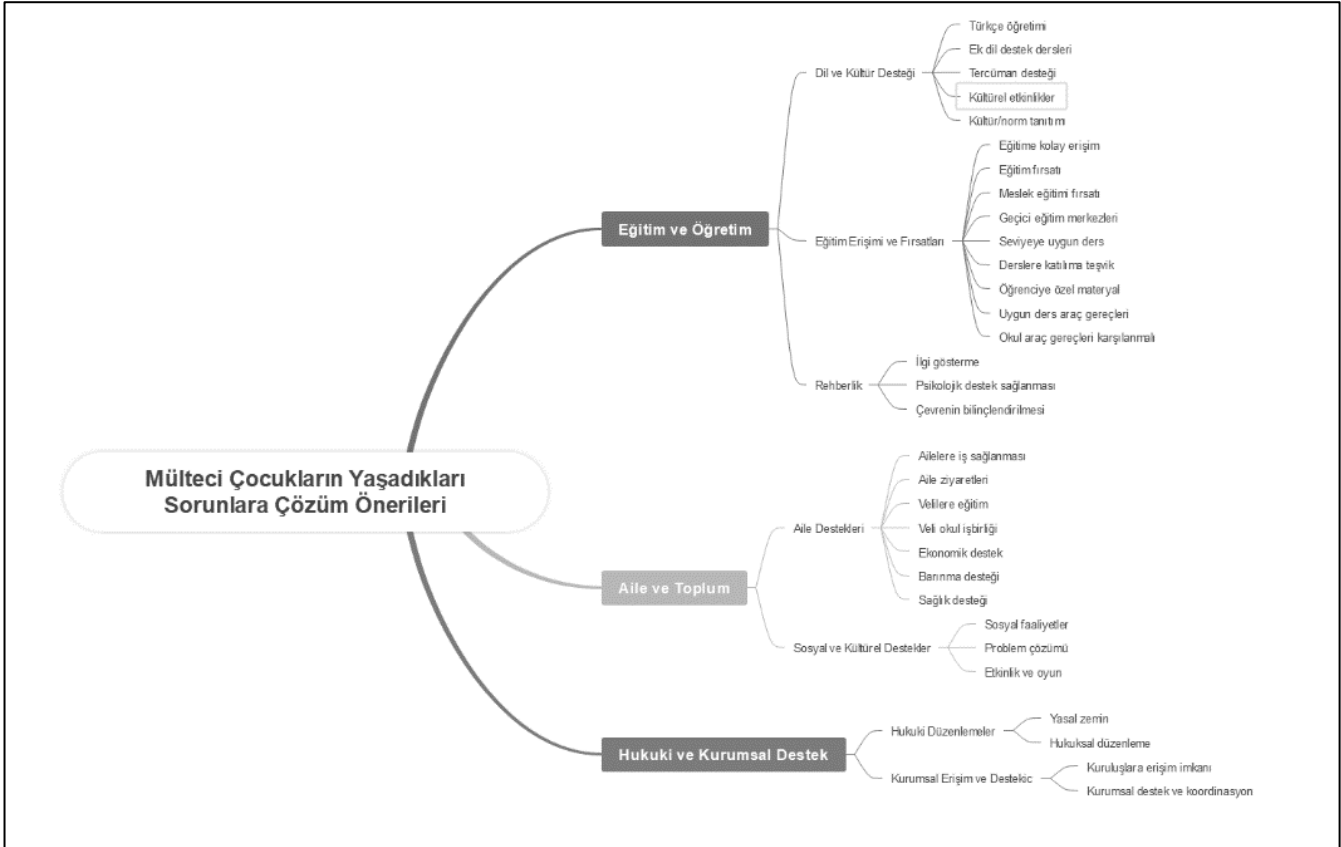 Mülteci Çocukların Yaşadıkları
Sorunlara Çözüm Önerileri
Eğitim ve Öğretim
Dil ve Kültür Desteği
Türkçe öğretimi
Ek dil destek dersleri
Tercüman desteği
Kültürel etkinlikler
Kültür/norm tanıtımı
Eğitim Erişimi ve Fırsatları
Eğitime kolay erişim
Eğitim fırsatı
Meslek eğitimi fırsatı
Geçici eğitim merkezleri
Seviyeye uygun ders
Derslere katılıma teşvik
Öğrenciye özel materyal
Uygun ders araç gereçleri
Okul araç gereçleri karşılanmalı
Rehberlik
İlgi gösterme
Psikolojik destek sağlanması
Çevrenin bilinçlendirilmesi
Aile ve Toplum
Aile Destekleri
Ailelere iş sağlanması
Aile ziyaretleri
Velilere eğitim
Veli okul işbirliği
Ekonomik destek
Barınma desteği
Sağlık desteği
Sosyal ve Kültürel Destekler
Sosyal faaliyetler
Problem çözümü
Etkinlik ve oyun
Hukuki ve Kurumsal Destek
Hukuki Düzenlemeler
Yasal zemin
Hukuksal düzenleme
Kurumsal Erişim ve Destekic
Kuruluşlara erişim imkanı
Kurumsal destek ve koordinasyon